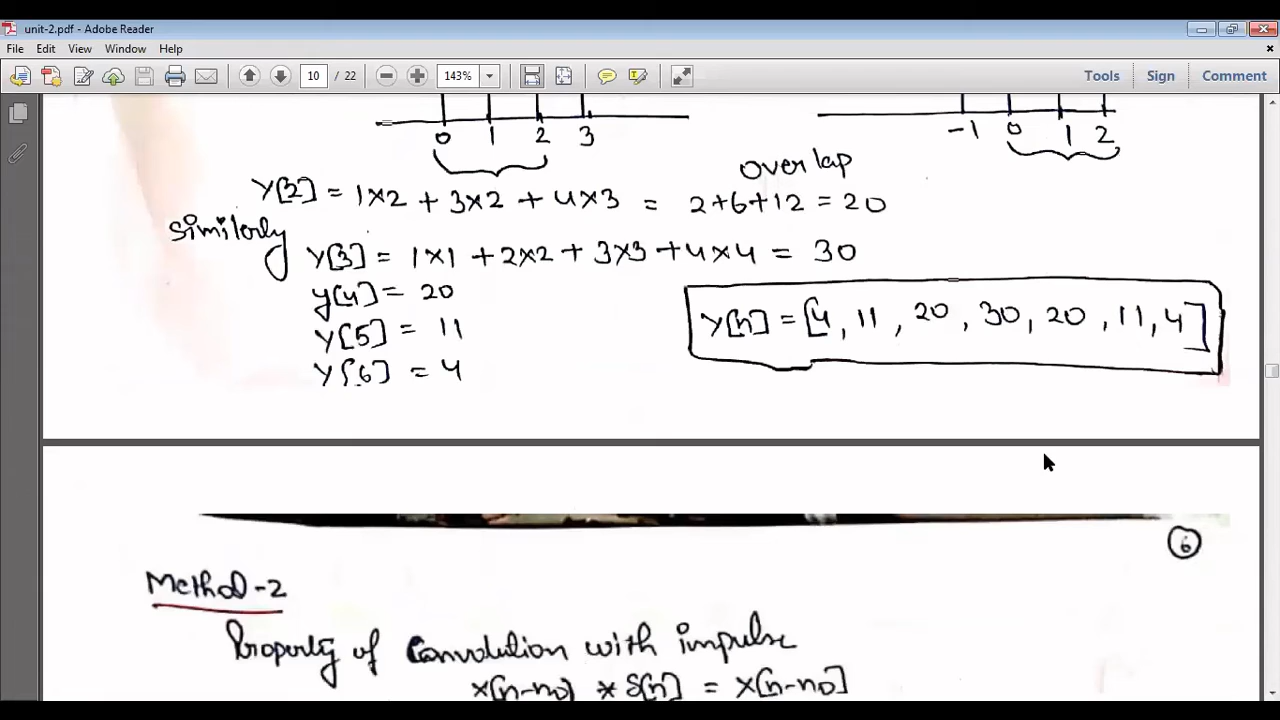 unit-2.pdf - Adobe Reader
File Edit View Window Help
10 / 22 143% Tools Sign Comment
0 1 2 3 -1 0 1 2
overlap
Y[2] = 1×2 + 3×2 + 4×3 = 2+6+12 = 20
Similerly
Y[3] = 1×1 + 2×2 + 3×3 + 4×4 = 30
y[4] = 20
Y[n] = [4, 11, 20, 30, 20, 11, 4]
Y[5] = 11
Y[6] = 4
6
Method-2
Property of Convolution with impulse
x[n-n0] * δ[n] = x[n-n0]